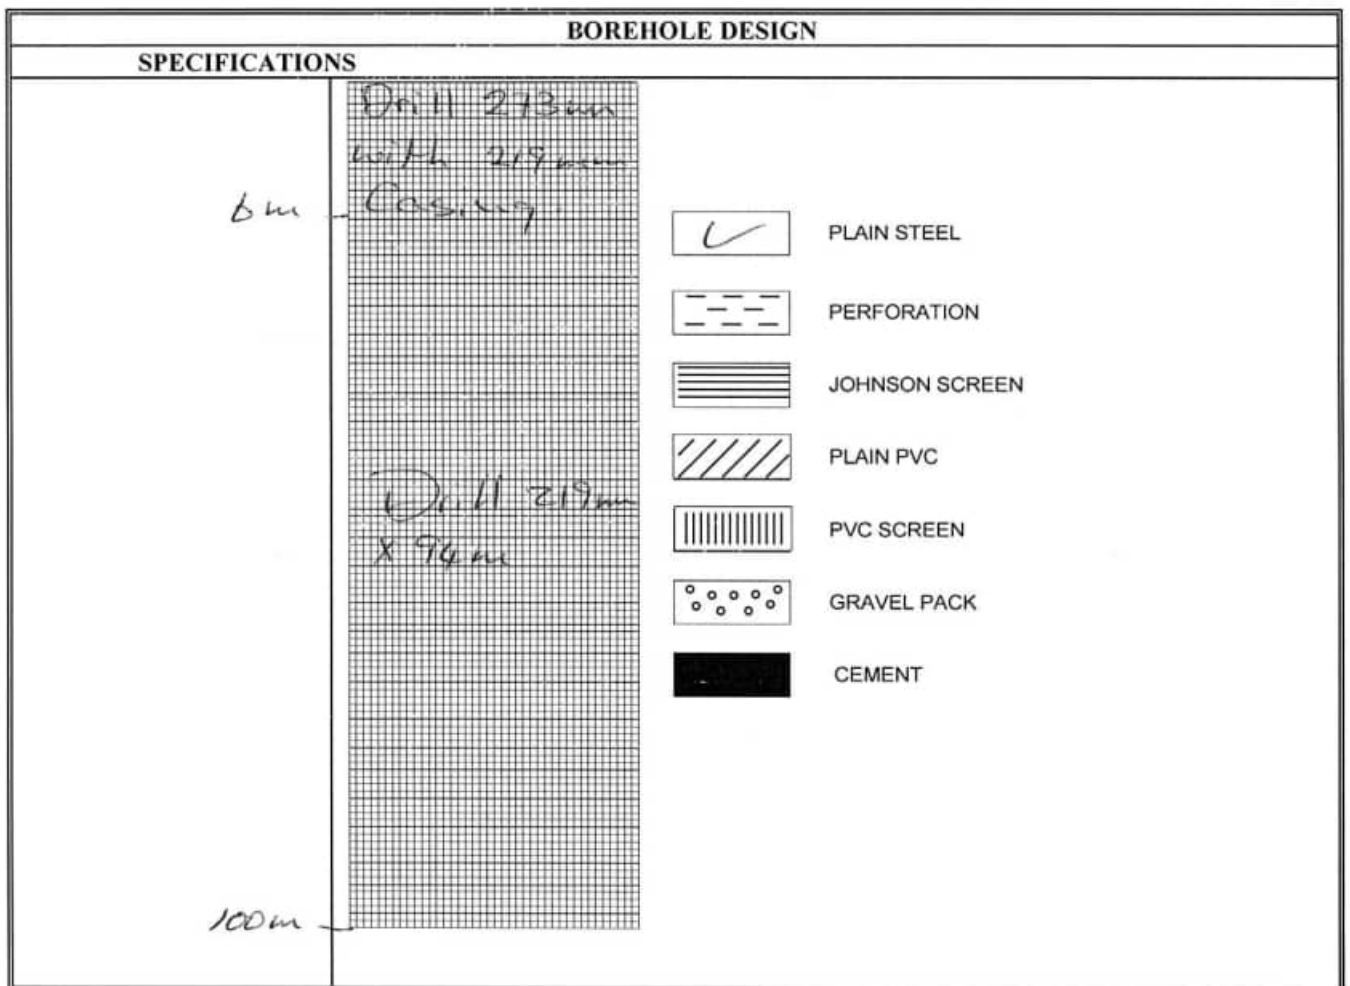 BOREHOLE DESIGN
SPECIFICATIONS
Drill 273mm
with 219mm
6m
Casing.
PLAIN STEEL
PERFORATION
JOHNSON SCREEN
PLAIN PVC
Drill 219mm
PVC SCREEN
X 94m
GRAVEL PACK
CEMENT
100m